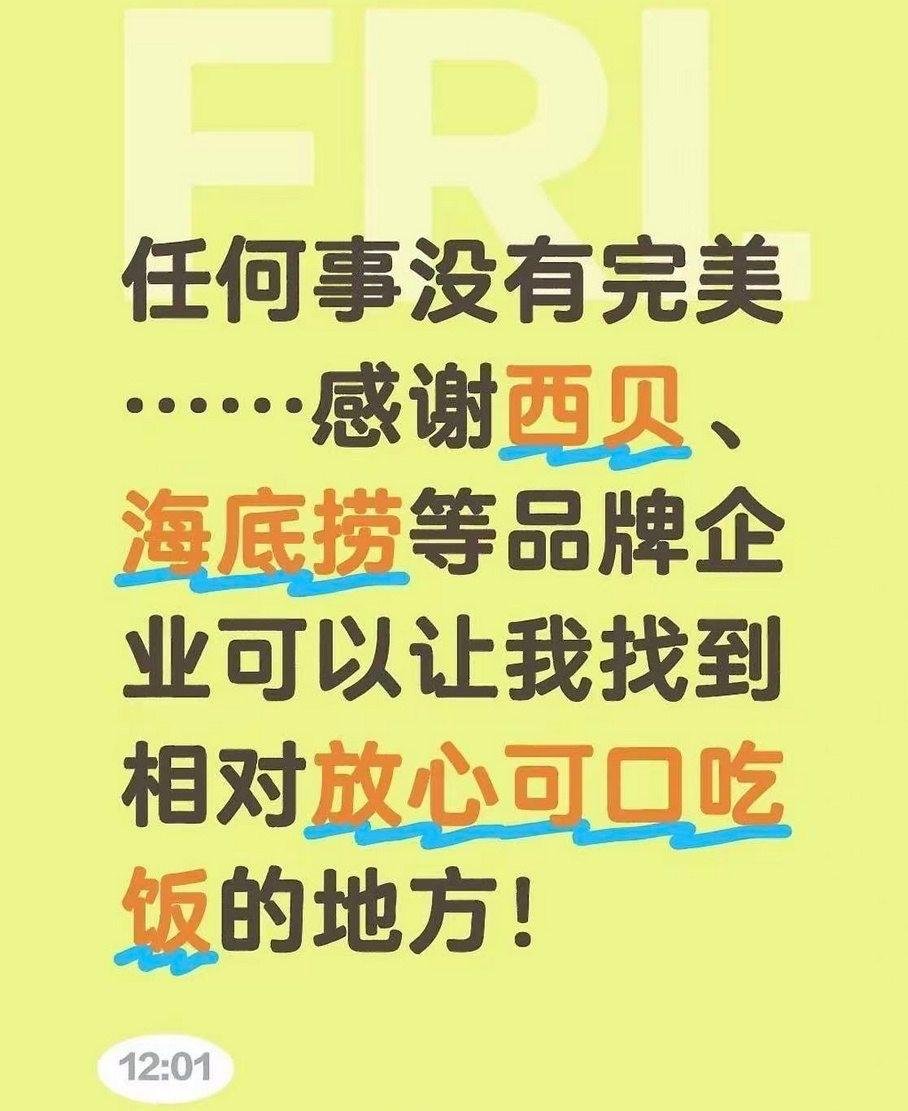 FRI.
任何事没有完美
……感谢西贝、
海底捞等品牌企
业可以让我找到
相对放心可口吃
饭的地方！
12:01